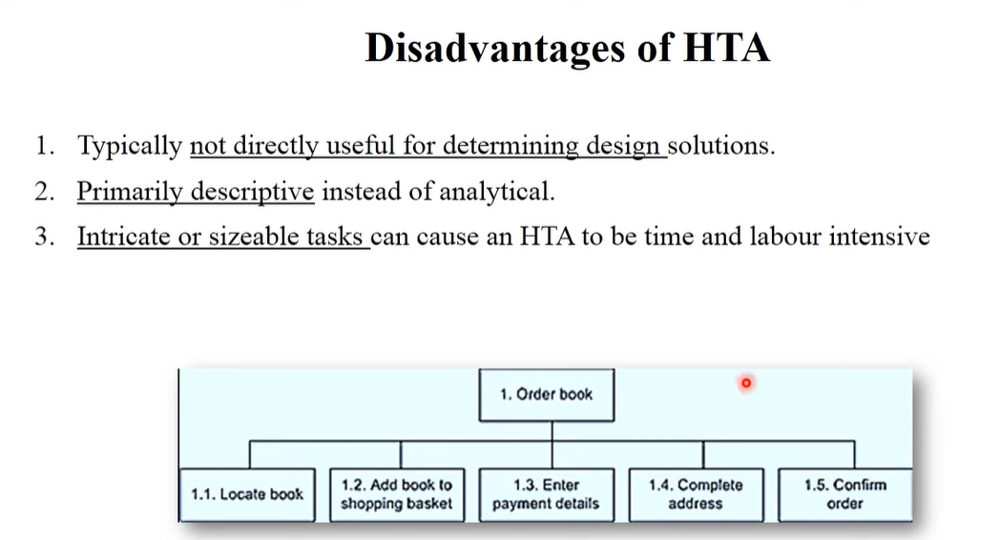 Disadvantages of HTA
1. Typically not directly useful for determining design solutions.
2. Primarily descriptive instead of analytical.
3. Intricate or sizeable tasks can cause an HTA to be time and labour intensive
1. Order book
1.1. Locate book
1.2. Add book to
shopping basket
1.3. Enter
payment details
1.4. Complete
address
1.5. Confirm
order